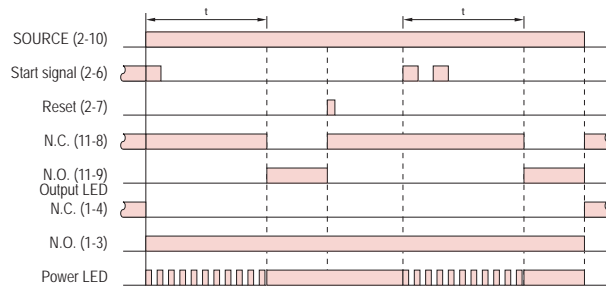 t
t
SOURCE (2-10)
Start signal (2-6)
Reset (2-7)
N.C. (11-8)
N.O. (11-9)
Output LED
N.C. (1-4)
N.O. (1-3)
Power LED